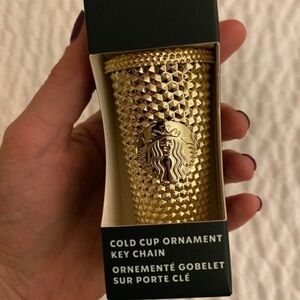 COLD CUP ORNAMENT
KEY CHAIN
ORNEMENTÉ GOBELET
SUR PORTE CLÉ